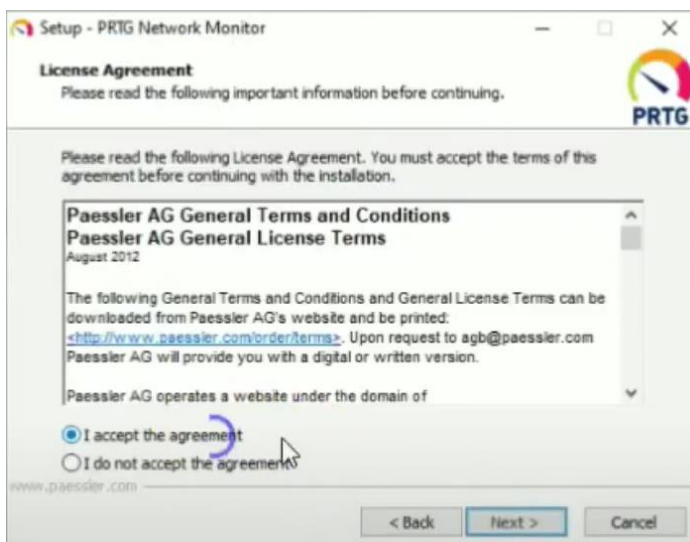 Setup - PRTG Network Monitor
License Agreement
Please read the following important information before continuing.
PRTG
Please read the following License Agreement. You must accept the terms of this
agreement before continuing with the installation.
Paessler AG General Terms and Conditions
Paessler AG General License Terms
August 2012
The following General Terms and Conditions and General License Terms can be
downloaded from Paessler AG's website and be printed:
<http://www.paessler.com/order/terms>. Upon request to agb@paessler.com
Paessler AG will provide you with a digital or written version.
Paessler AG operates a website under the domain of
I accept the agreement
I do not accept the agreement
www.paessler.com
< Back Next > Cancel